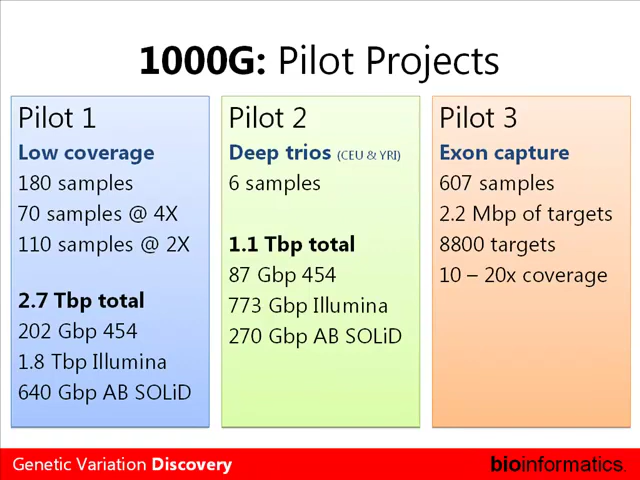 1000G: Pilot Projects
Pilot 1
Low coverage
180 samples
70 samples @ 4X
110 samples @ 2X
2.7 Tbp total
202 Gbp 454
1.8 Tbp Illumina
640 Gbp AB SOLiD
Pilot 2
Deep trios (CEU & YRI)
6 samples
1.1 Tbp total
87 Gbp 454
773 Gbp Illumina
270 Gbp AB SOLiD
Pilot 3
Exon capture
607 samples
2.2 Mbp of targets
8800 targets
10 – 20x coverage
Genetic Variation Discovery
bioinformatics.